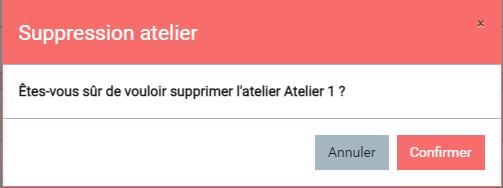 Suppression atelier
×
Êtes-vous sûr de vouloir supprimer l'atelier Atelier 1 ?
Annuler
Confirmer